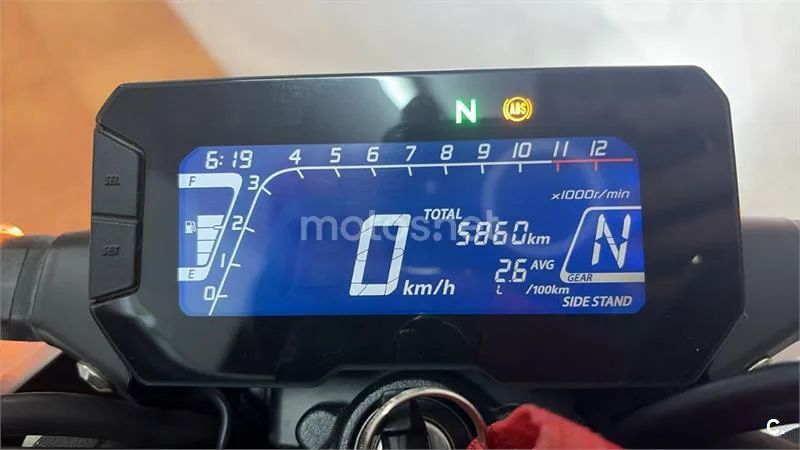 N ABS
6:19 4 5 6 7 8 9 10 11 12
SEL F 3
x1000r/min
TOTAL
motos.net
2 0 5860km N
SET 1 2.6 AVG
E GEAR
0 km/h L /100km
SIDE STAND
C.